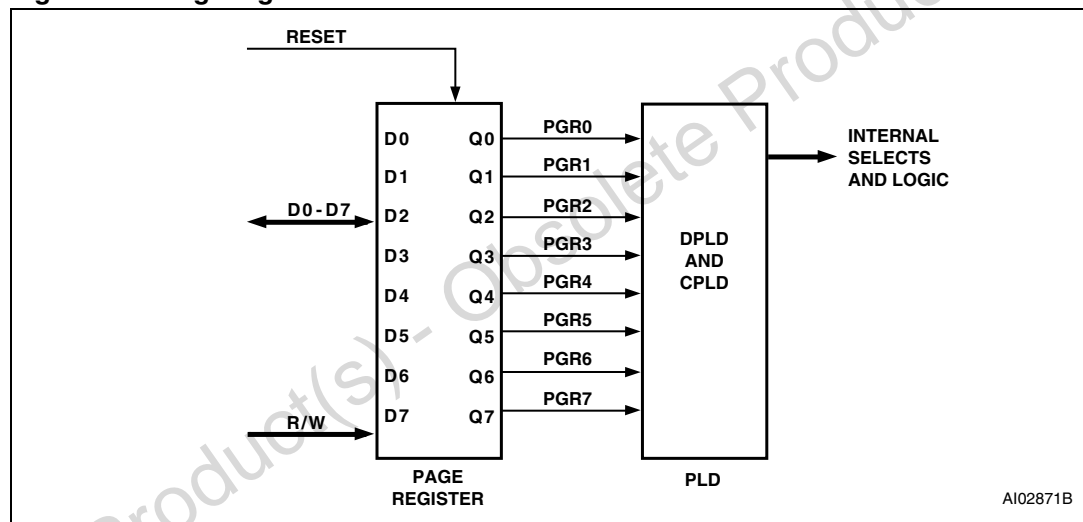 RESET
D0 Q0 PGR0
D1 Q1 PGR1
D0-D7 D2 Q2 PGR2
D3 Q3 PGR3
D4 Q4 PGR4
D5 Q5 PGR5
D6 Q6 PGR6
R/W D7 Q7 PGR7
DPLD
AND
CPLD
INTERNAL
SELECTS
AND LOGIC
PAGE
REGISTER
PLD
AI02871B
Product(s) - Obsolete Produc